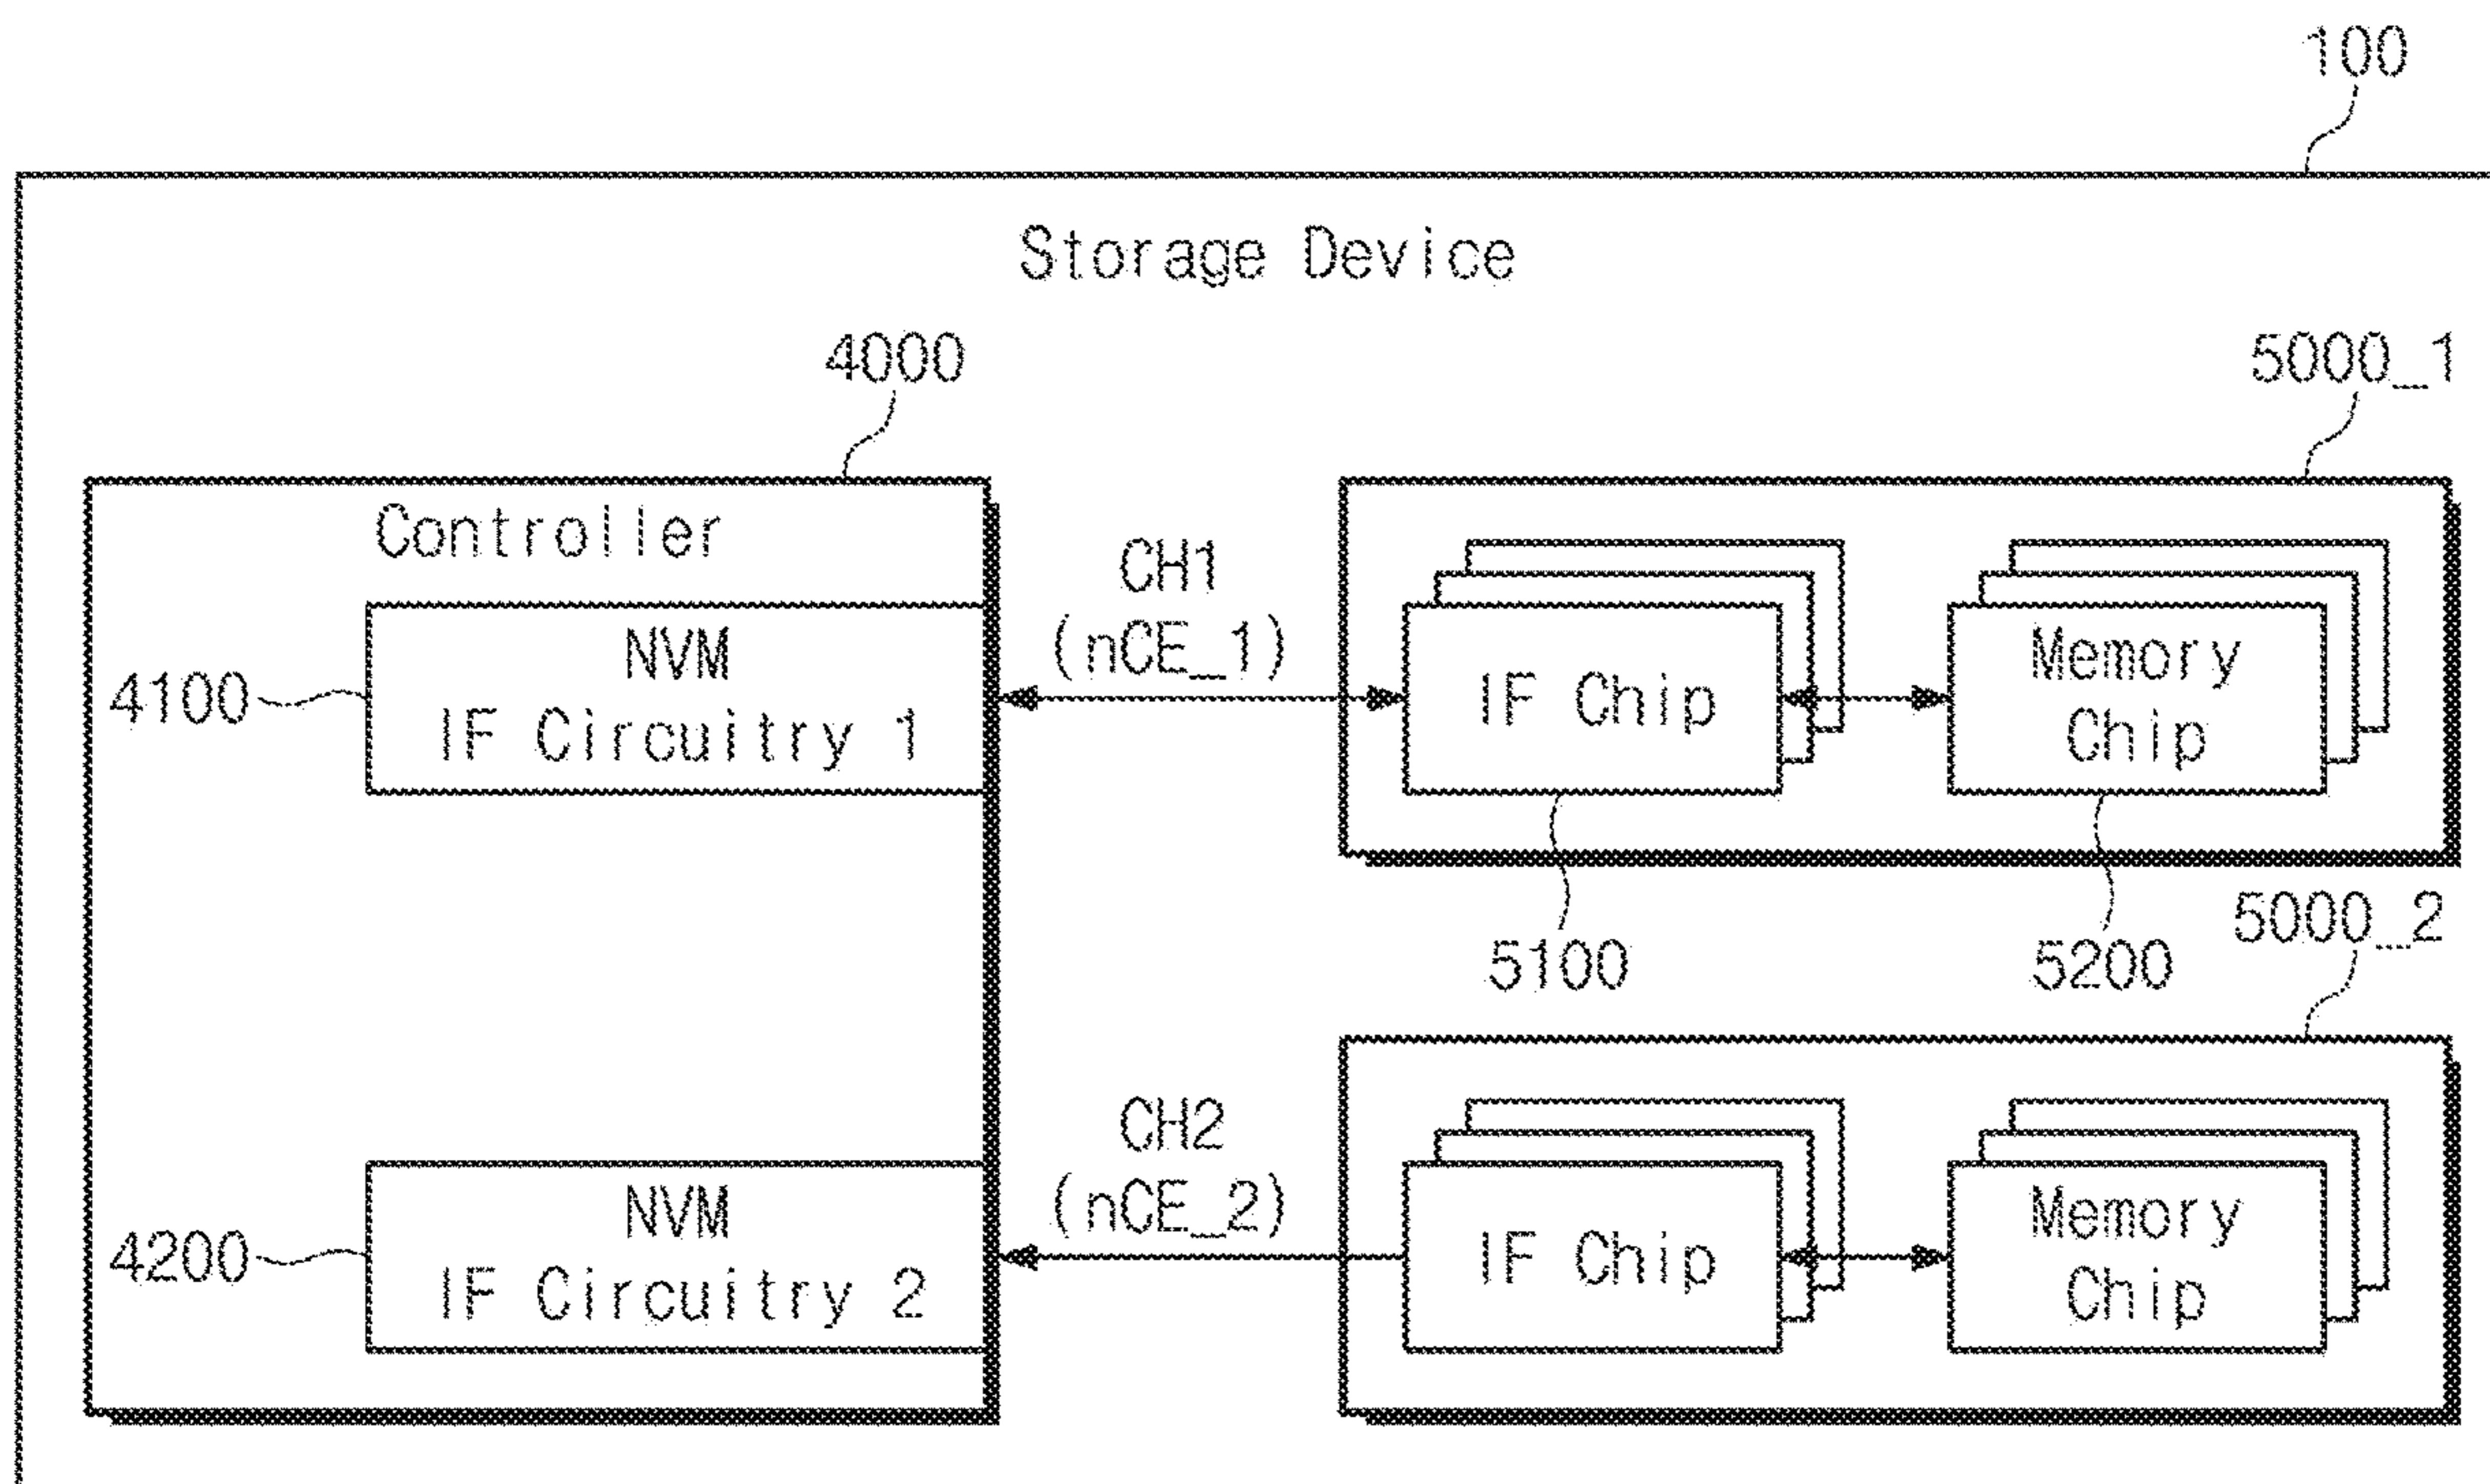 100
Storage Device
4000
5000_1
Controller
CH1
(nCE_1)
NVM
IF Circuitry 1
4100
IF Chip
Memory
Chip
5100
5200
5000_2
CH2
(nCE_2)
NVM
IF Circuitry 2
4200
IF Chip
Memory
Chip